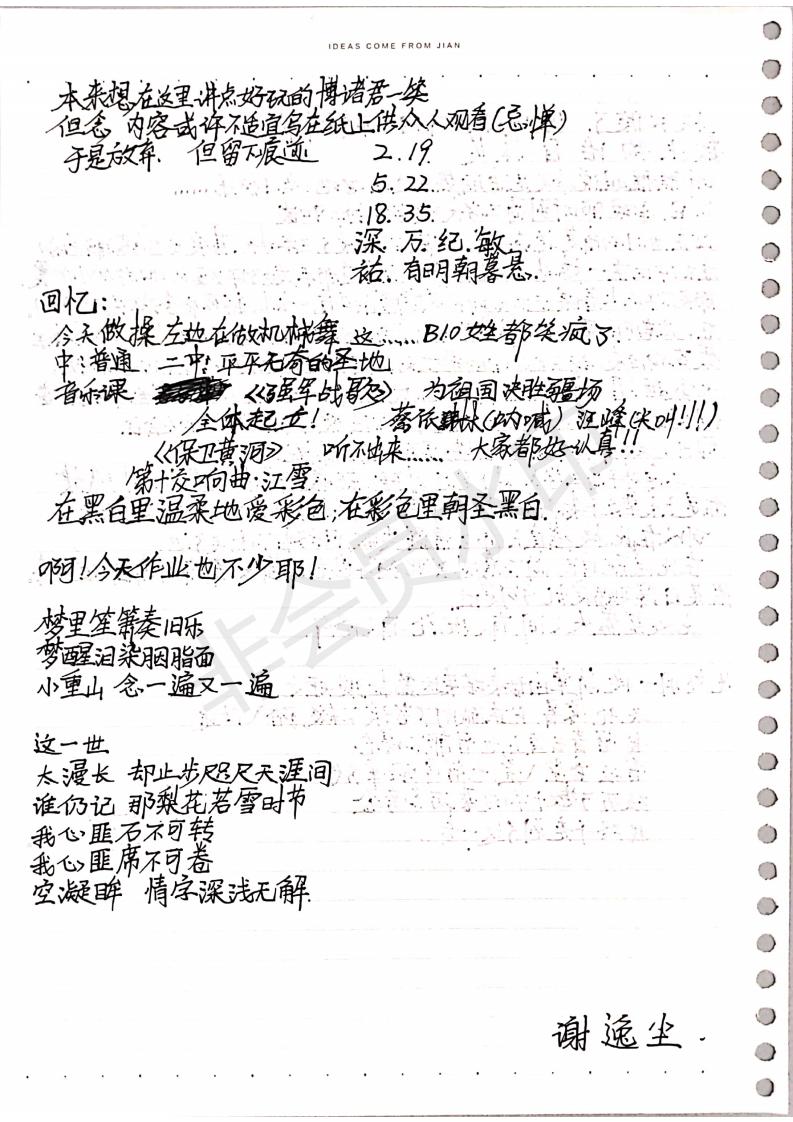 IDEAS COME FROM JIAN
本来想在这里讲点好玩的博诸君一笑
但念 内容或许不适宜写在纸上供众人观看(忌惮)
于是放弃. 但留下痕迹 2.19
5.22
18.35
深.万.纪.敏
祐.有明朝暮悬.
回忆:
今天做操左边在做机械舞 这...... B10女生都笑疯了
中:普通 二中:平平无奇的圣地
音乐课 《强军战歌》 为祖国决胜疆场
全体起立! 蔡依林(呐喊) 汪峰(尖叫!!!)
《保卫黄河》 听不出来...... 大家都好认真!!
第十交响曲·江雪
在黑白里温柔地爱彩色,在彩色里朝圣黑白.
啊!今天作业也不少耶!
梦里笙箫奏旧乐
梦醒泪染胭脂面
小重山 念一遍又一遍
这一世
太漫长 却止步咫尺天涯间
谁仍记 那梨花若雪时节
我心匪石不可转
我心匪席不可卷
空凝眸 情字深浅无解.
谢逸尘.
非会员水印